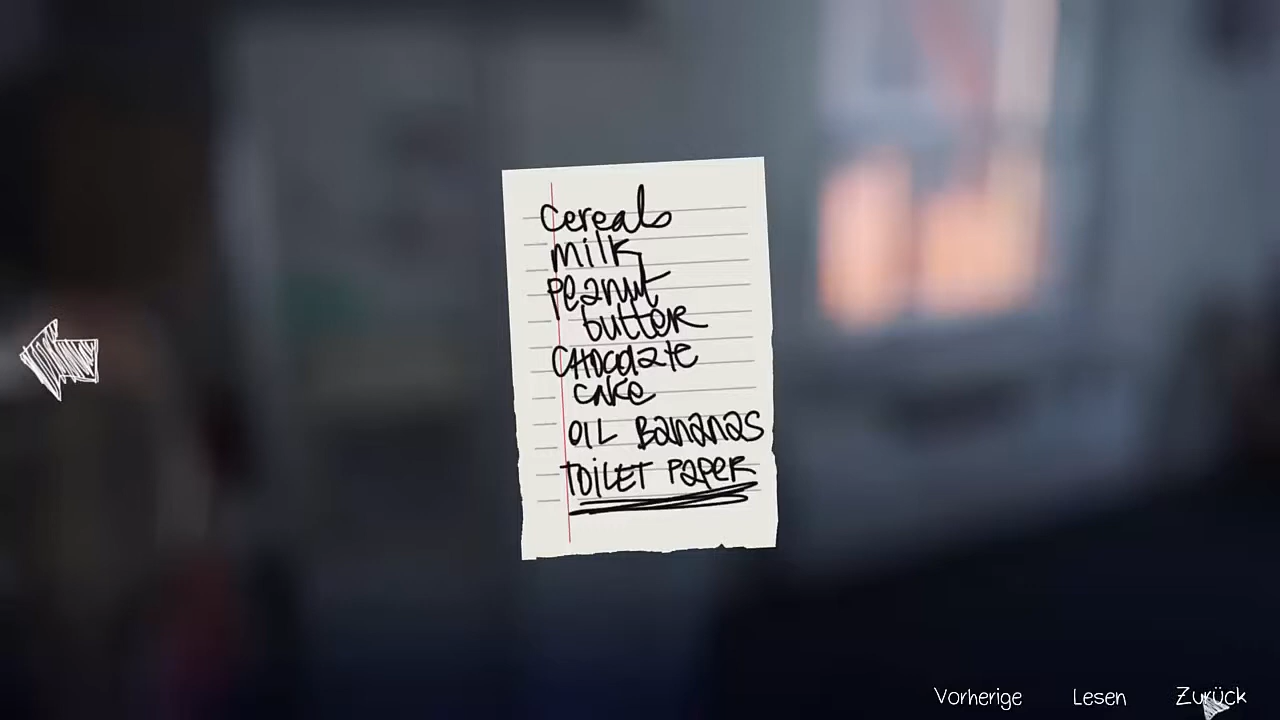 Cereals
milk
peanut
butter
CHocolate
cake
OIL Bananas
TOILET PaPeR
Vorherige Lesen Zurück